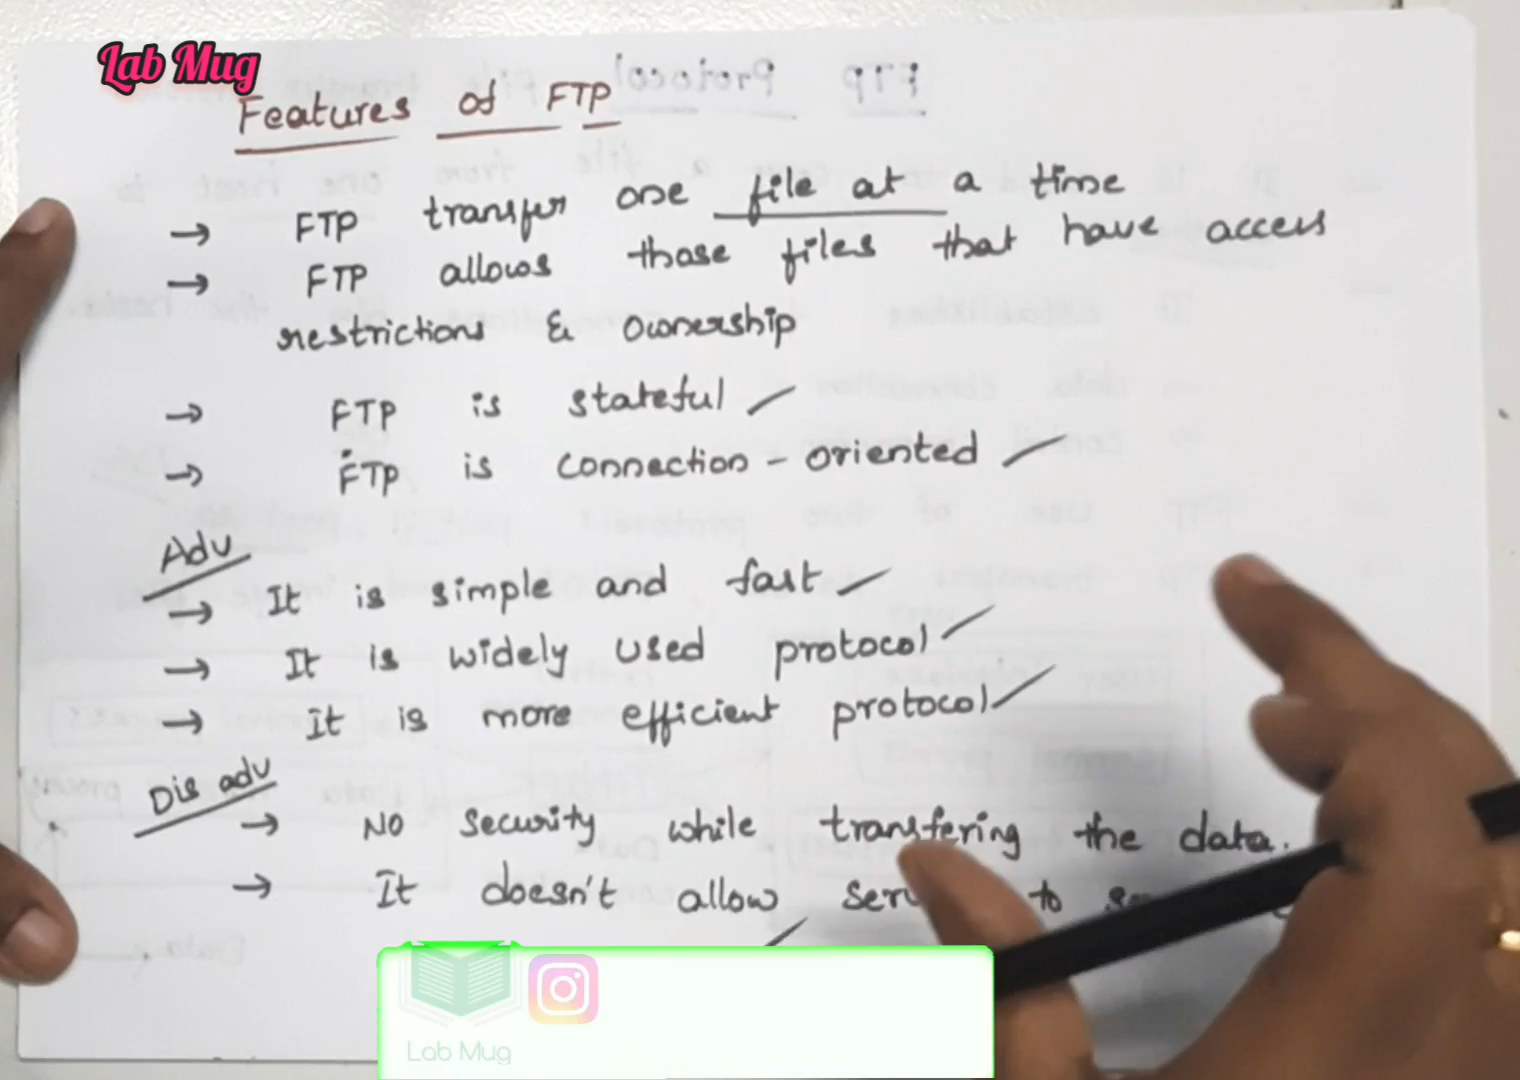 Lab Mug
Features of FTP
→ FTP transfer one file at a time
→ FTP allows those files that have access
restrictions & ownership
→ FTP is stateful
→ FTP is connection-oriented
Adv
→ It is simple and fast
→ It is widely used protocol
→ It is more efficient protocol
Dis adv
→ NO security while transfering the data.
→ It doesn't allow to
Lab Mug